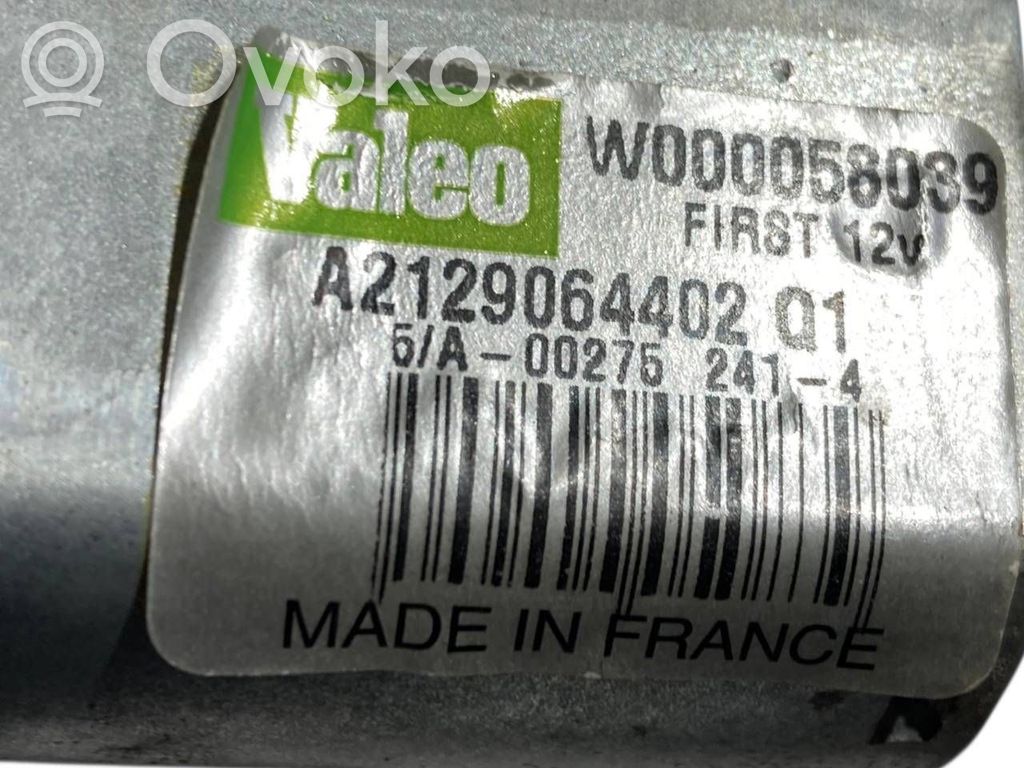 Ovoko
Valeo
W000058039
FIRST 12v
A2129064402 Q1
5/A-00275 241-4
MADE IN FRANCE